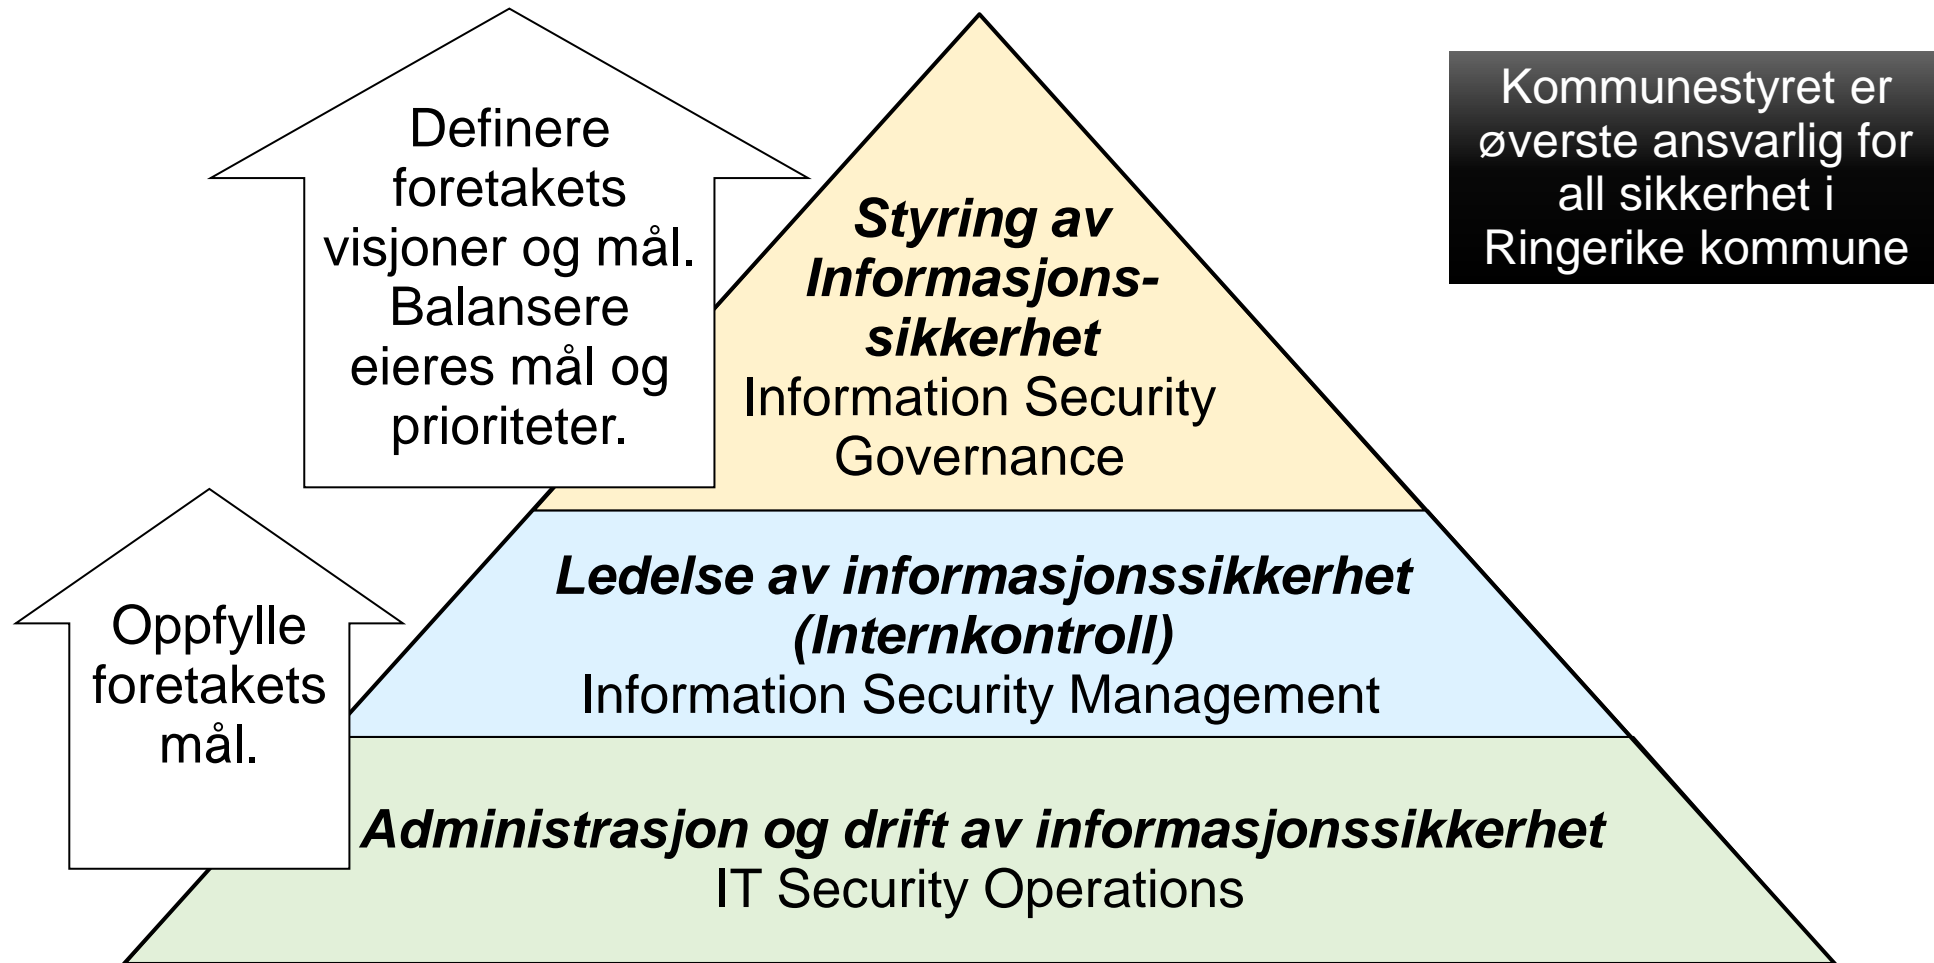 Definere
foretakets
visjoner og mål.
Balansere
eieres mål og
prioriteter.
Styring av
Informasjons-
sikkerhet
Information Security
Governance
Kommunestyret er
øverste ansvarlig for
all sikkerhet i
Ringerike kommune
Oppfylle
foretakets
mål.
Ledelse av informasjonssikkerhet
(Internkontroll)
Information Security Management
Administrasjon og drift av informasjonssikkerhet
IT Security Operations